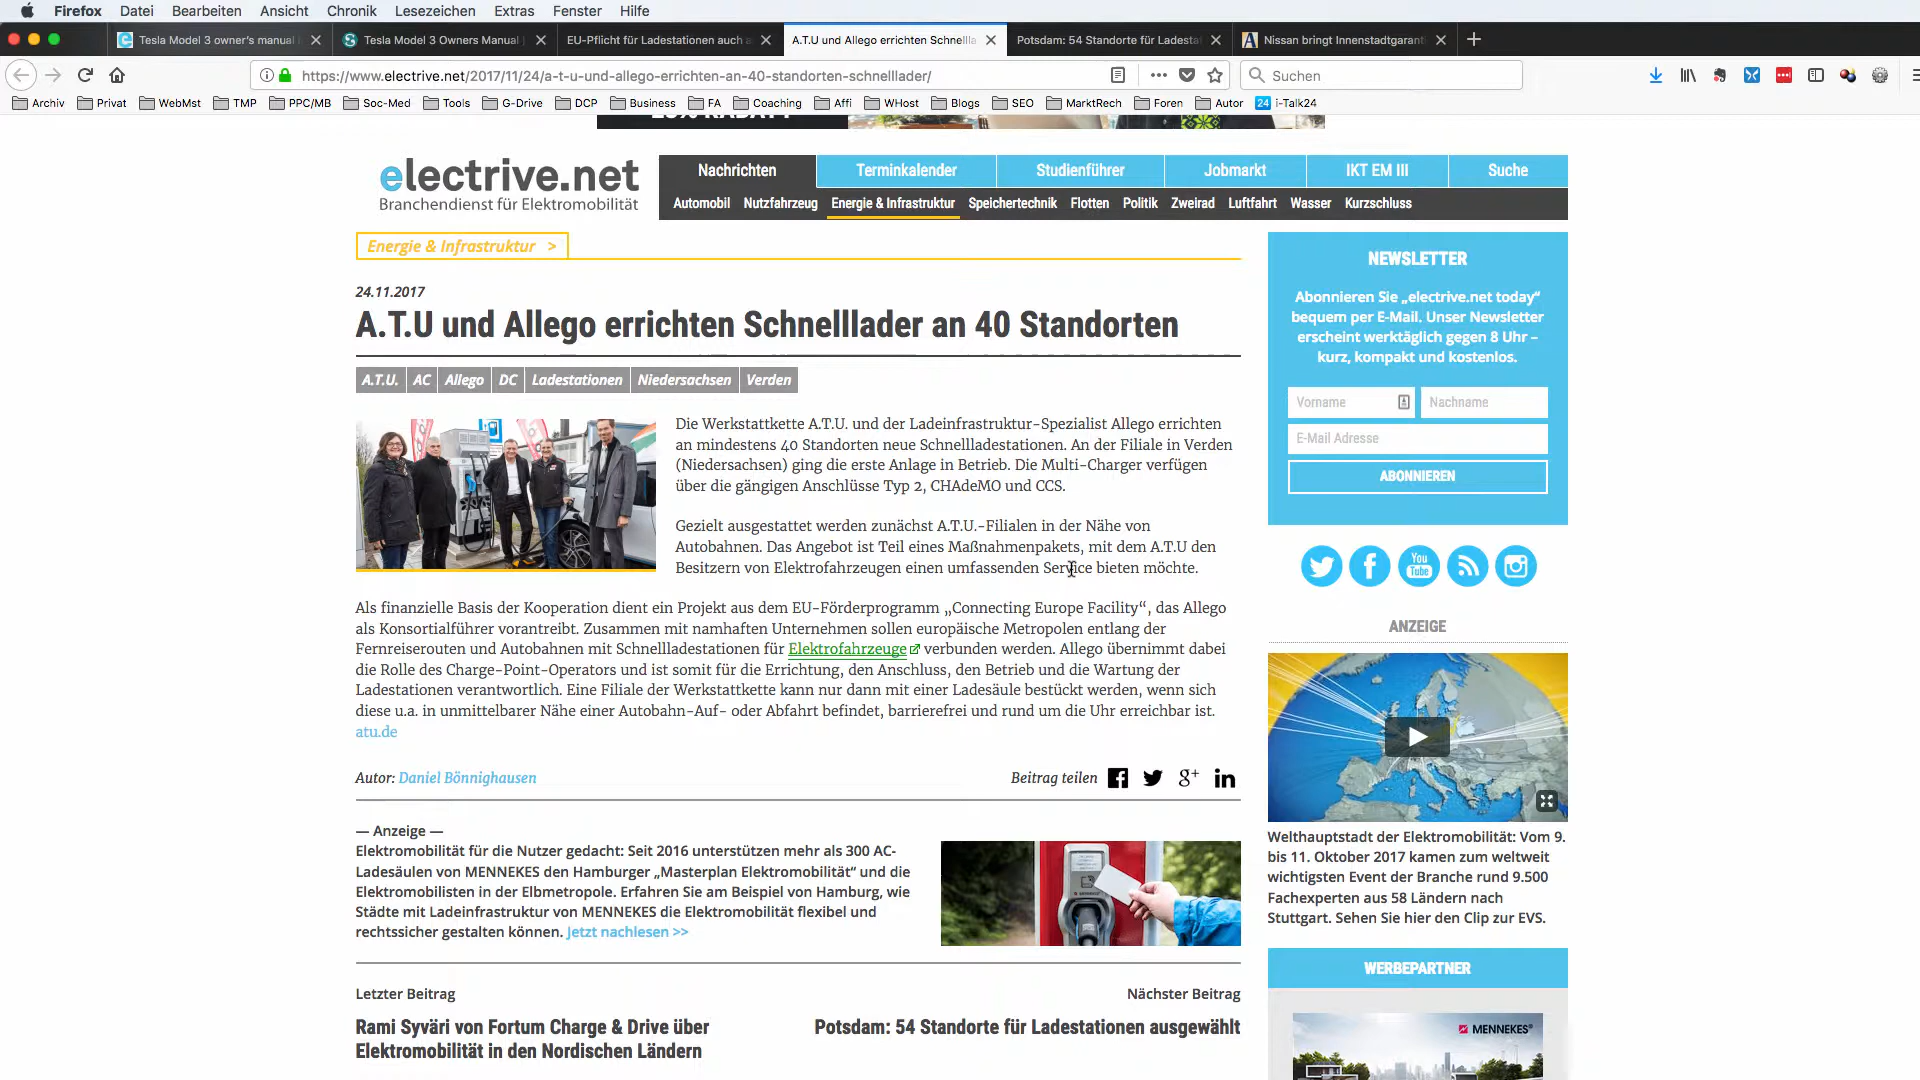 Firefox Datei Bearbeiten Ansicht Chronik Lesezeichen Extras Fenster Hilfe
Tesla Model 3 owner's manual
Tesla Model 3 Owners Manual
EU-Pflicht für Ladestationen auch
A.T.U und Allego errichten Schnellla
Potsdam: 54 Standorte für Ladesta
Nissan bringt Innenstadtgarant
https://www.electrive.net/2017/11/24/a-t-u-und-allego-errichten-an-40-standorten-schnelllader/
Suchen
Archiv Privat WebMst TMP PPC/MB Soc-Med Tools G-Drive DCP Business FA Coaching Affi WHost Blogs SEO MarktRech Foren Autor 24 i-Talk24
electrive.net
Branchendienst für Elektromobilität
Nachrichten Terminkalender Studienführer Jobmarkt IKT EM III Suche
Automobil Nutzfahrzeug Energie & Infrastruktur Speichertechnik Flotten Politik Zweirad Luftfahrt Wasser Kurzschluss
Energie & Infrastruktur >
24.11.2017
A.T.U und Allego errichten Schnelllader an 40 Standorten
A.T.U. AC Allego DC Ladestationen Niedersachsen Verden
Die Werkstattkette A.T.U. und der Ladeinfrastruktur-Spezialist Allego errichten
an mindestens 40 Standorten neue Schnellladestationen. An der Filiale in Verden
(Niedersachsen) ging die erste Anlage in Betrieb. Die Multi-Charger verfügen
über die gängigen Anschlüsse Typ 2, CHAdeMO und CCS.
Gezielt ausgestattet werden zunächst A.T.U.-Filialen in der Nähe von
Autobahnen. Das Angebot ist Teil eines Maßnahmenpakets, mit dem A.T.U den
Besitzern von Elektrofahrzeugen einen umfassenden Service bieten möchte.
Als finanzielle Basis der Kooperation dient ein Projekt aus dem EU-Förderprogramm „Connecting Europe Facility“, das Allego
als Konsortialführer vorantreibt. Zusammen mit namhaften Unternehmen sollen europäische Metropolen entlang der
Fernreiserouten und Autobahnen mit Schnellladestationen für Elektrofahrzeuge verbunden werden. Allego übernimmt dabei
die Rolle des Charge-Point-Operators und ist somit für die Errichtung, den Anschluss, den Betrieb und die Wartung der
Ladestationen verantwortlich. Eine Filiale der Werkstattkette kann nur dann mit einer Ladesäule bestückt werden, wenn sich
diese u.a. in unmittelbarer Nähe einer Autobahn-Auf- oder Abfahrt befindet, barrierefrei und rund um die Uhr erreichbar ist.
atu.de
Autor: Daniel Bönnighausen
Beitrag teilen
— Anzeige —
Elektromobilität für die Nutzer gedacht: Seit 2016 unterstützen mehr als 300 AC-
Ladesäulen von MENNEKES den Hamburger „Masterplan Elektromobilität“ und die
Elektromobilisten in der Elbmetropole. Erfahren Sie am Beispiel von Hamburg, wie
Städte mit Ladeinfrastruktur von MENNEKES die Elektromobilität flexibel und
rechtssicher gestalten können. Jetzt nachlesen >>
Letzter Beitrag
Rami Syväri von Fortum Charge & Drive über
Elektromobilität in den Nordischen Ländern
Nächster Beitrag
Potsdam: 54 Standorte für Ladestationen ausgewählt
NEWSLETTER
Abonnieren Sie „electrive.net today“
bequem per E-Mail. Unser Newsletter
erscheint werktäglich gegen 8 Uhr –
kurz, kompakt und kostenlos.
Vorname
Nachname
E-Mail Adresse
ABONNIEREN
You
Tube
ANZEIGE
Welthauptstadt der Elektromobilität: Vom 9.
bis 11. Oktober 2017 kamen zum weltweit
wichtigsten Event der Branche rund 9.500
Fachexperten aus 58 Ländern nach
Stuttgart. Sehen Sie hier den Clip zur EVS.
WERBEPARTNER
MENNEKES®